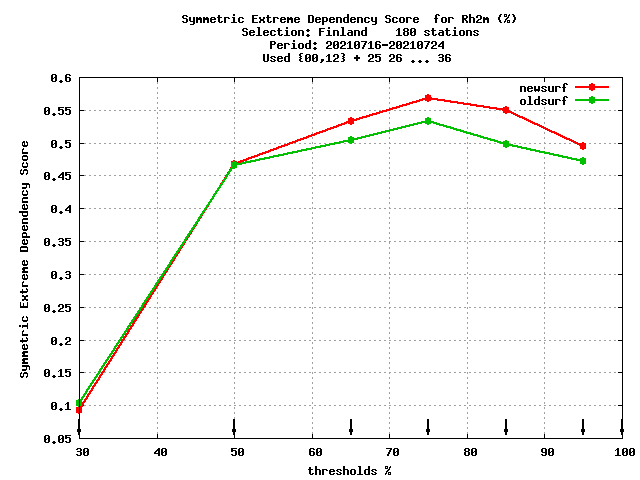 Symmetric Extreme Dependency Score  for Rh2m (%)
Selection: Finland    180 stations
Period: 20210716-20210724
Used {00,12} + 25 26 ... 36
newsurf
oldsurf
Symmetric Extreme Dependency Score
0.6
0.55
0.5
0.45
0.4
0.35
0.3
0.25
0.2
0.15
0.1
0.05
30 40 50 60 70 80 90 100
thresholds %